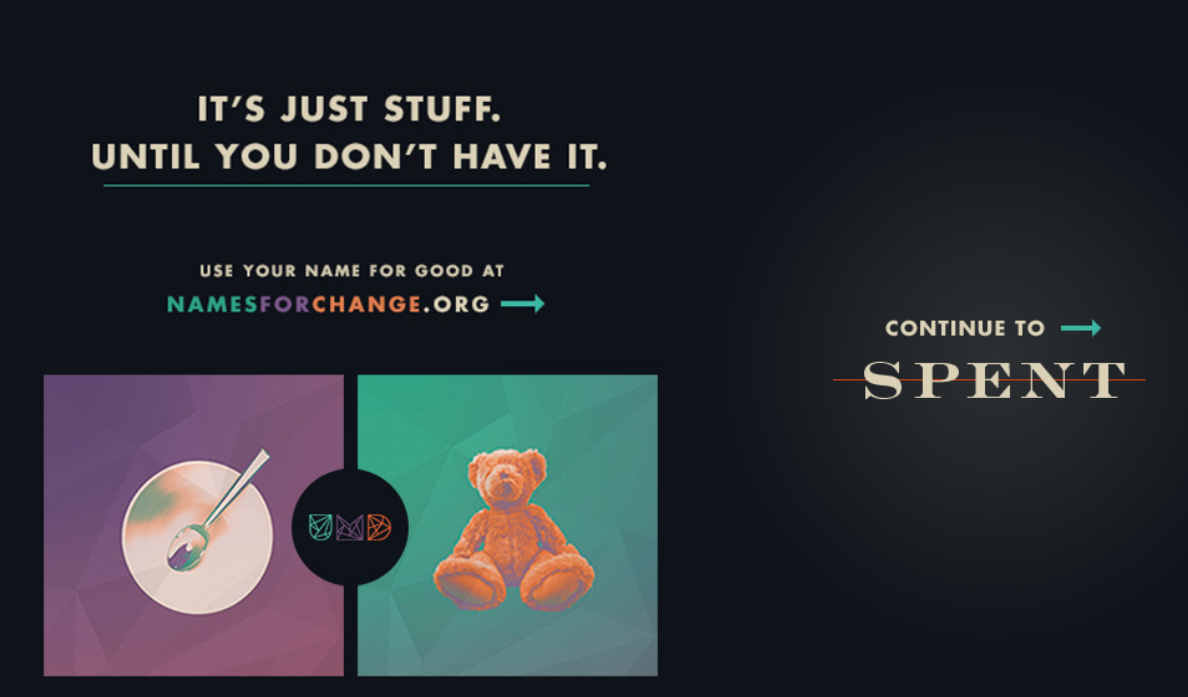 IT'S JUST STUFF.
UNTIL YOU DON'T HAVE IT.
USE YOUR NAME FOR GOOD AT
NAMESFORCHANGE.ORG
UMD
CONTINUE TO
SPENT